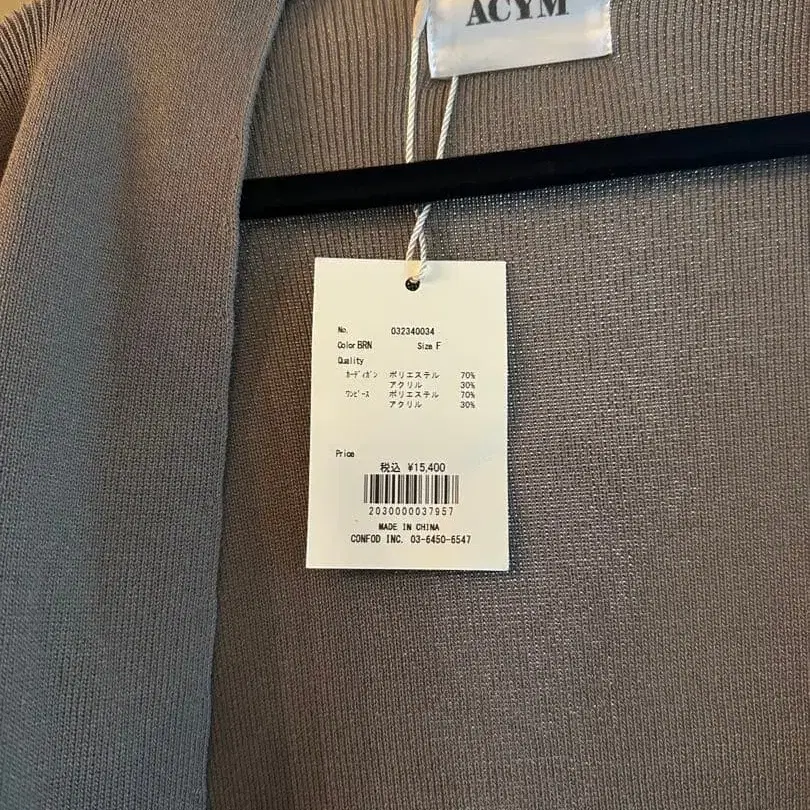 ACYM
No. 032340034
Color BRN Size F
Quality
カーディガン ポリエステル 70%
アクリル 30%
ワンピース ポリエステル 70%
アクリル 30%
Price
税込 ¥15,400
2030000037957
MADE IN CHINA
CONFOD INC. 03-6450-6547